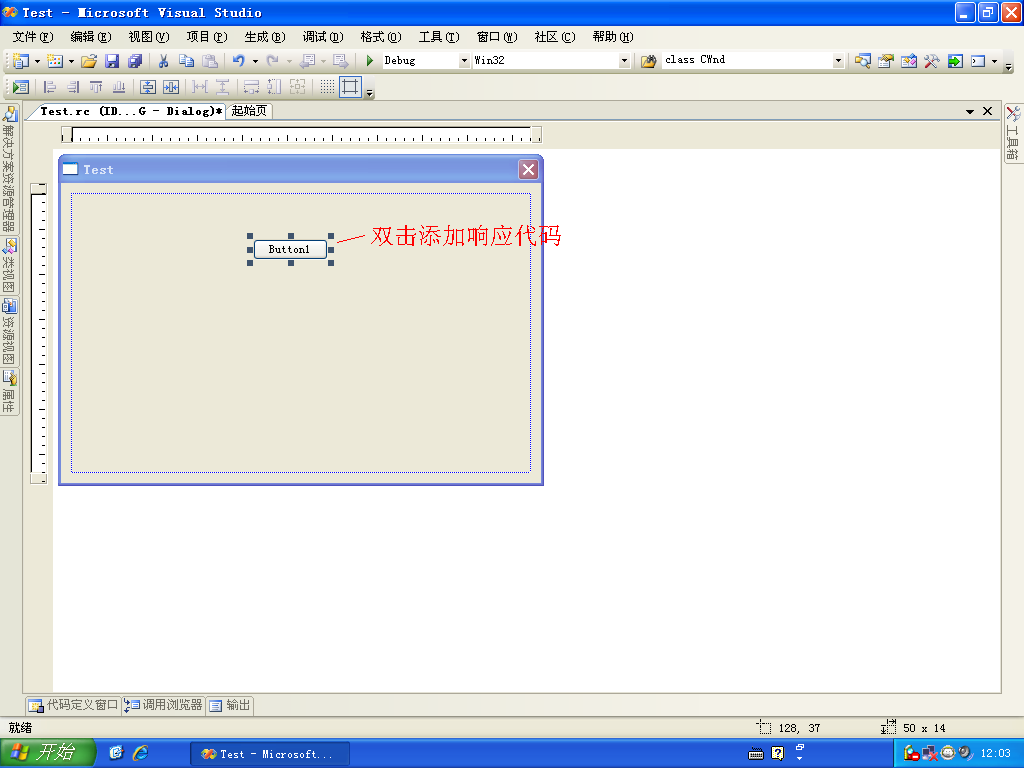 Test - Microsoft Visual Studio
文件(F) 编辑(E) 视图(V) 项目(P) 生成(B) 调试(D) 格式(O) 工具(T) 窗口(W) 社区(C) 帮助(H)
Debug Win32 class CWnd
Test.rc (ID...G - Dialog)* 起始页
解决方案资源管理器
类视图
资源视图
属性
工具箱
Test
Button1
双击添加响应代码
代码定义窗口 调用浏览器 输出
就绪 128, 37 50 x 14
开始 Test - Microsoft... 12:03